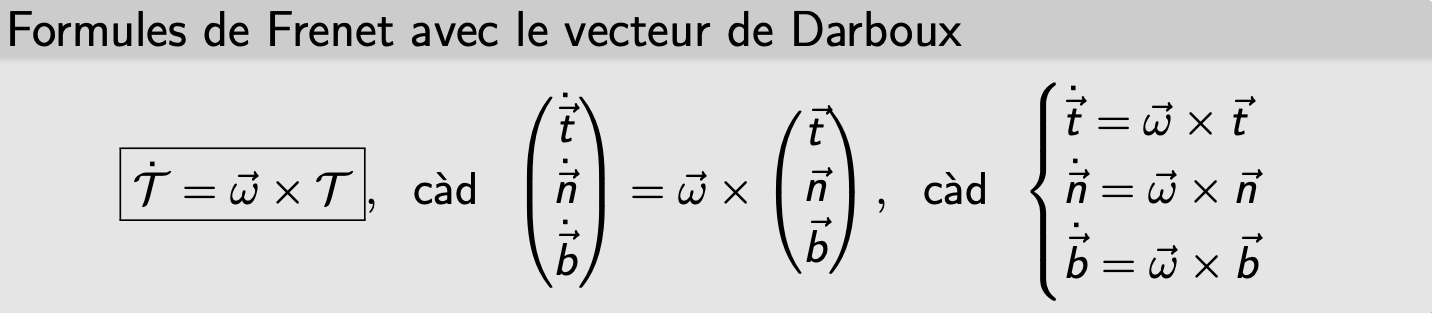 Formules de Frenet avec le vecteur de Darboux
$\boxed{\dot{\mathcal{T}} = \vec{\omega} \times \mathcal{T}}$, càd $\begin{pmatrix} \dot{\vec{t}} \\ \dot{\vec{n}} \\ \dot{\vec{b}} \end{pmatrix} = \vec{\omega} \times \begin{pmatrix} \vec{t} \\ \vec{n} \\ \vec{b} \end{pmatrix}$, càd $\begin{cases} \dot{\vec{t}} = \vec{\omega} \times \vec{t} \\ \dot{\vec{n}} = \vec{\omega} \times \vec{n} \\ \dot{\vec{b}} = \vec{\omega} \times \vec{b} \end{cases}$